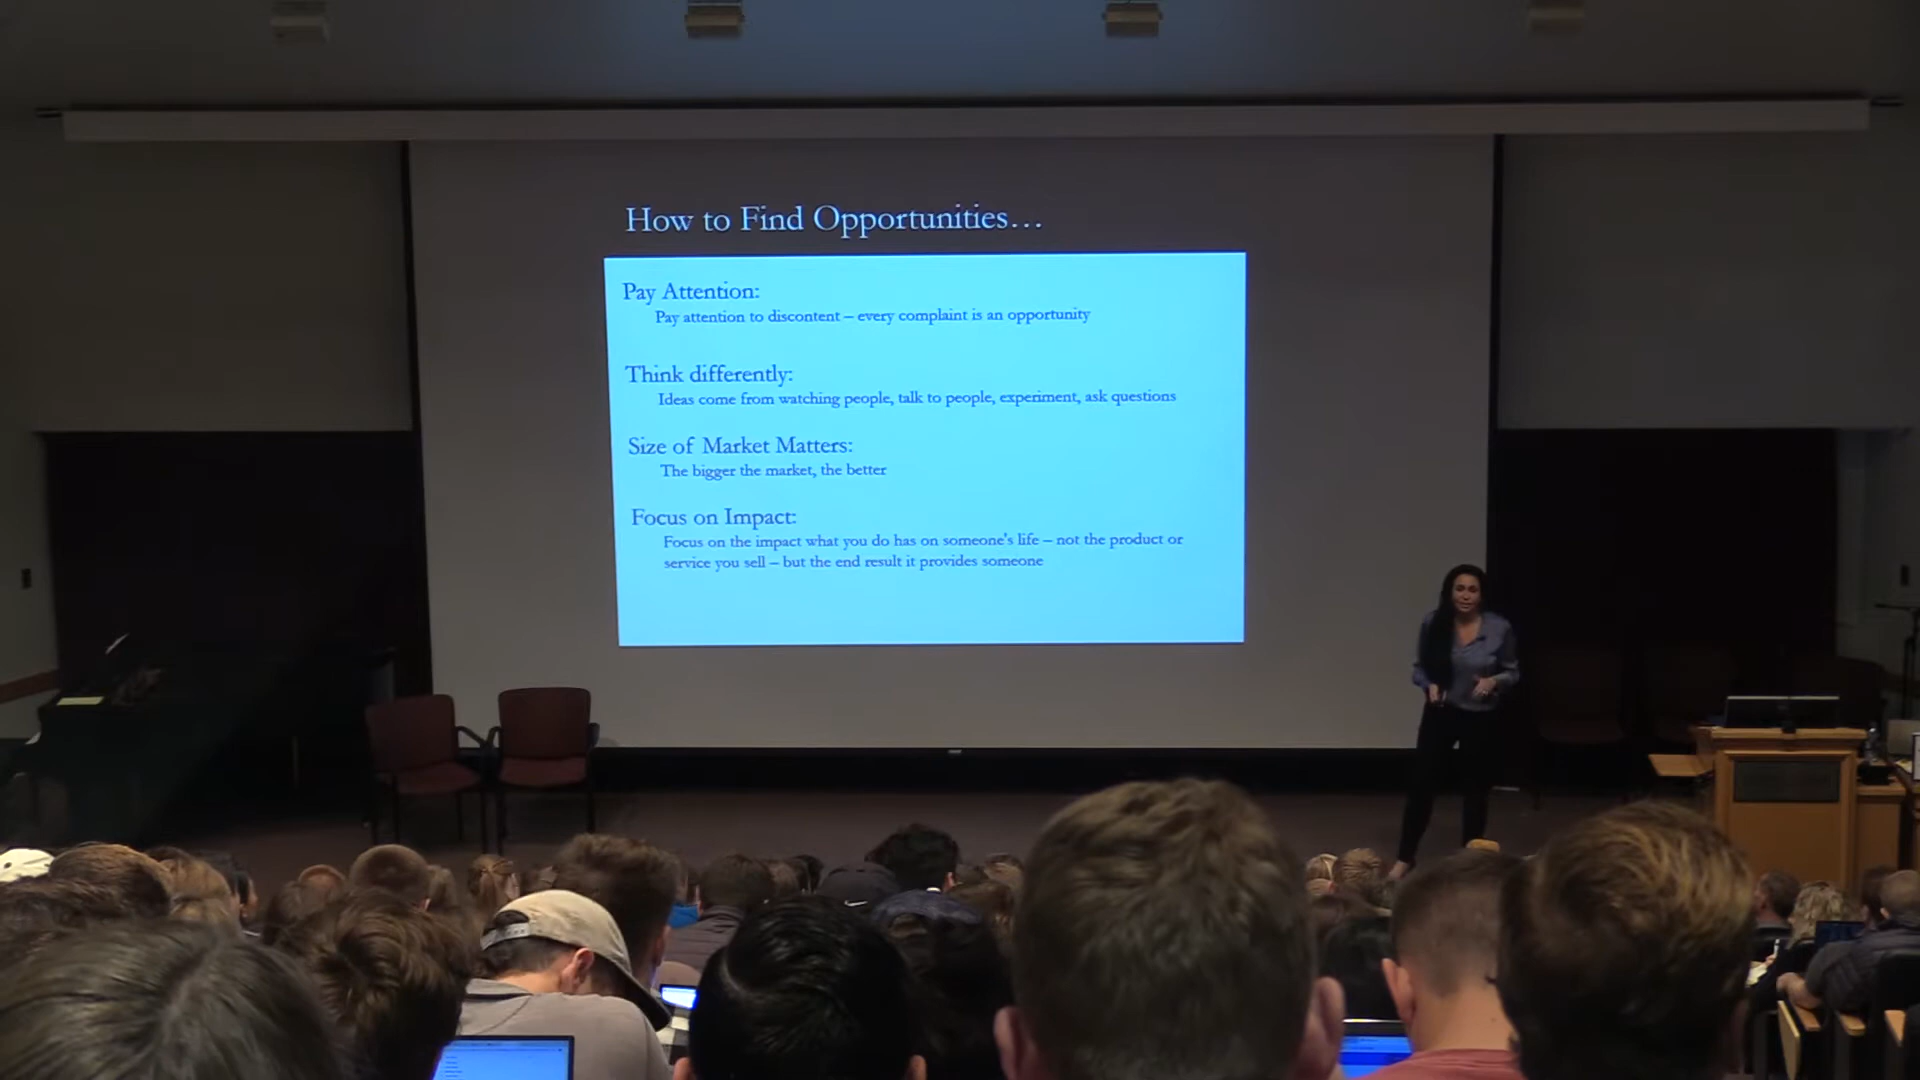 How to Find Opportunities…
Pay Attention:
Pay attention to discontent – every complaint is an opportunity
Think differently:
Ideas come from watching people, talk to people, experiment, ask questions
Size of Market Matters:
The bigger the market, the better
Focus on Impact:
Focus on the impact what you do has on someone's life – not the product or
service you sell – but the end result it provides someone